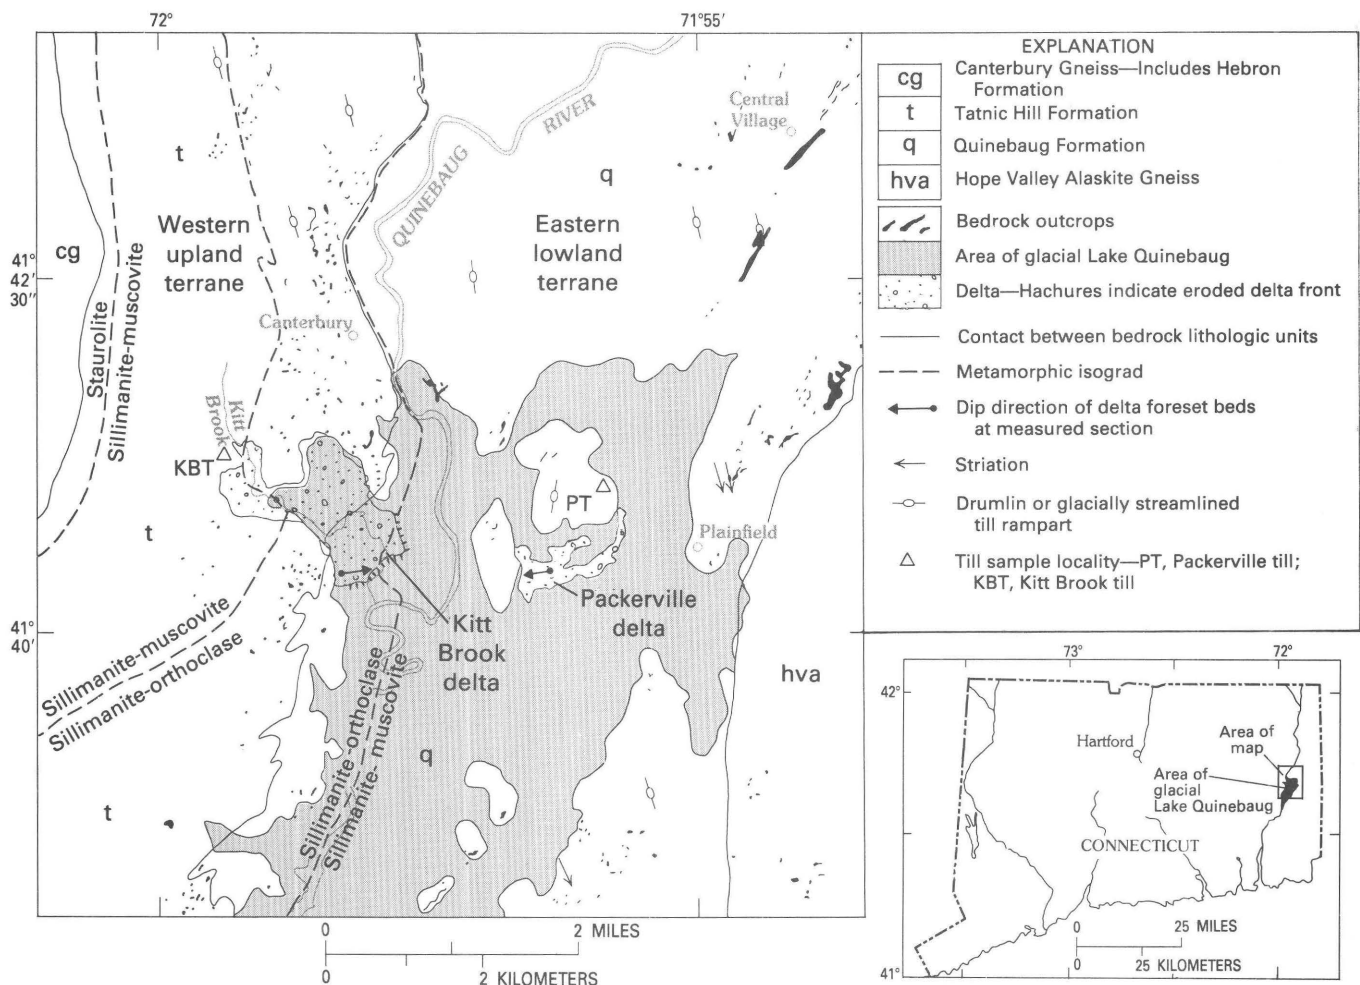 72°
71°55'
41°
42'
30"
41°
40'
cg
t
Western
upland
terrane
Staurolite
Sillimanite-muscovite
QUINEBAUG
RIVER
Central
Village
q
Eastern
lowland
terrane
Canterbury
Kitt
Brook
KBT
PT
Plainfield
t
Packerville
delta
Kitt
Brook
delta
Sillimanite-muscovite
Sillimanite-orthoclase
hva
Sillimanite-orthoclase
Sillimanite-muscovite
q
t
0 2 MILES
0 2 KILOMETERS
EXPLANATION
cg Canterbury Gneiss—Includes Hebron
Formation
t Tatnic Hill Formation
q Quinebaug Formation
hva Hope Valley Alaskite Gneiss
Bedrock outcrops
Area of glacial Lake Quinebaug
Delta—Hachures indicate eroded delta front
Contact between bedrock lithologic units
Metamorphic isograd
Dip direction of delta foreset beds
at measured section
Striation
Drumlin or glacially streamlined
till rampart
Till sample locality—PT, Packerville till;
KBT, Kitt Brook till
73° 72°
42°
Hartford
Area of
map
Area of
glacial
Lake Quinebaug
CONNECTICUT
0 25 MILES
0 25 KILOMETERS
41°